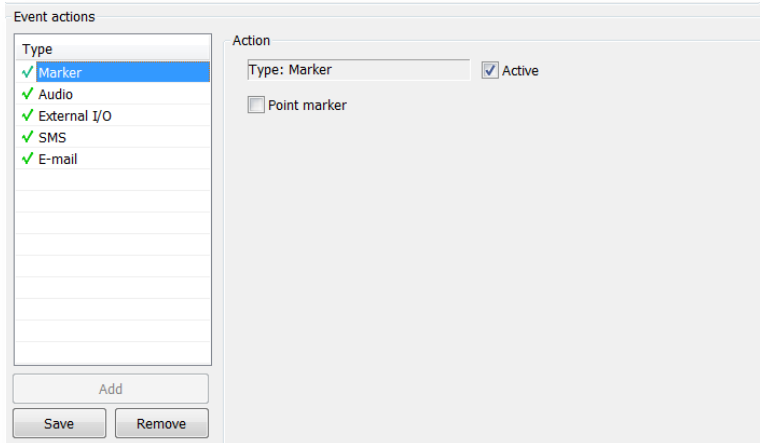 Event actions
Type
Marker
Audio
External I/O
SMS
E-mail
Add
Save Remove
Action
Type: Marker Active
Point marker